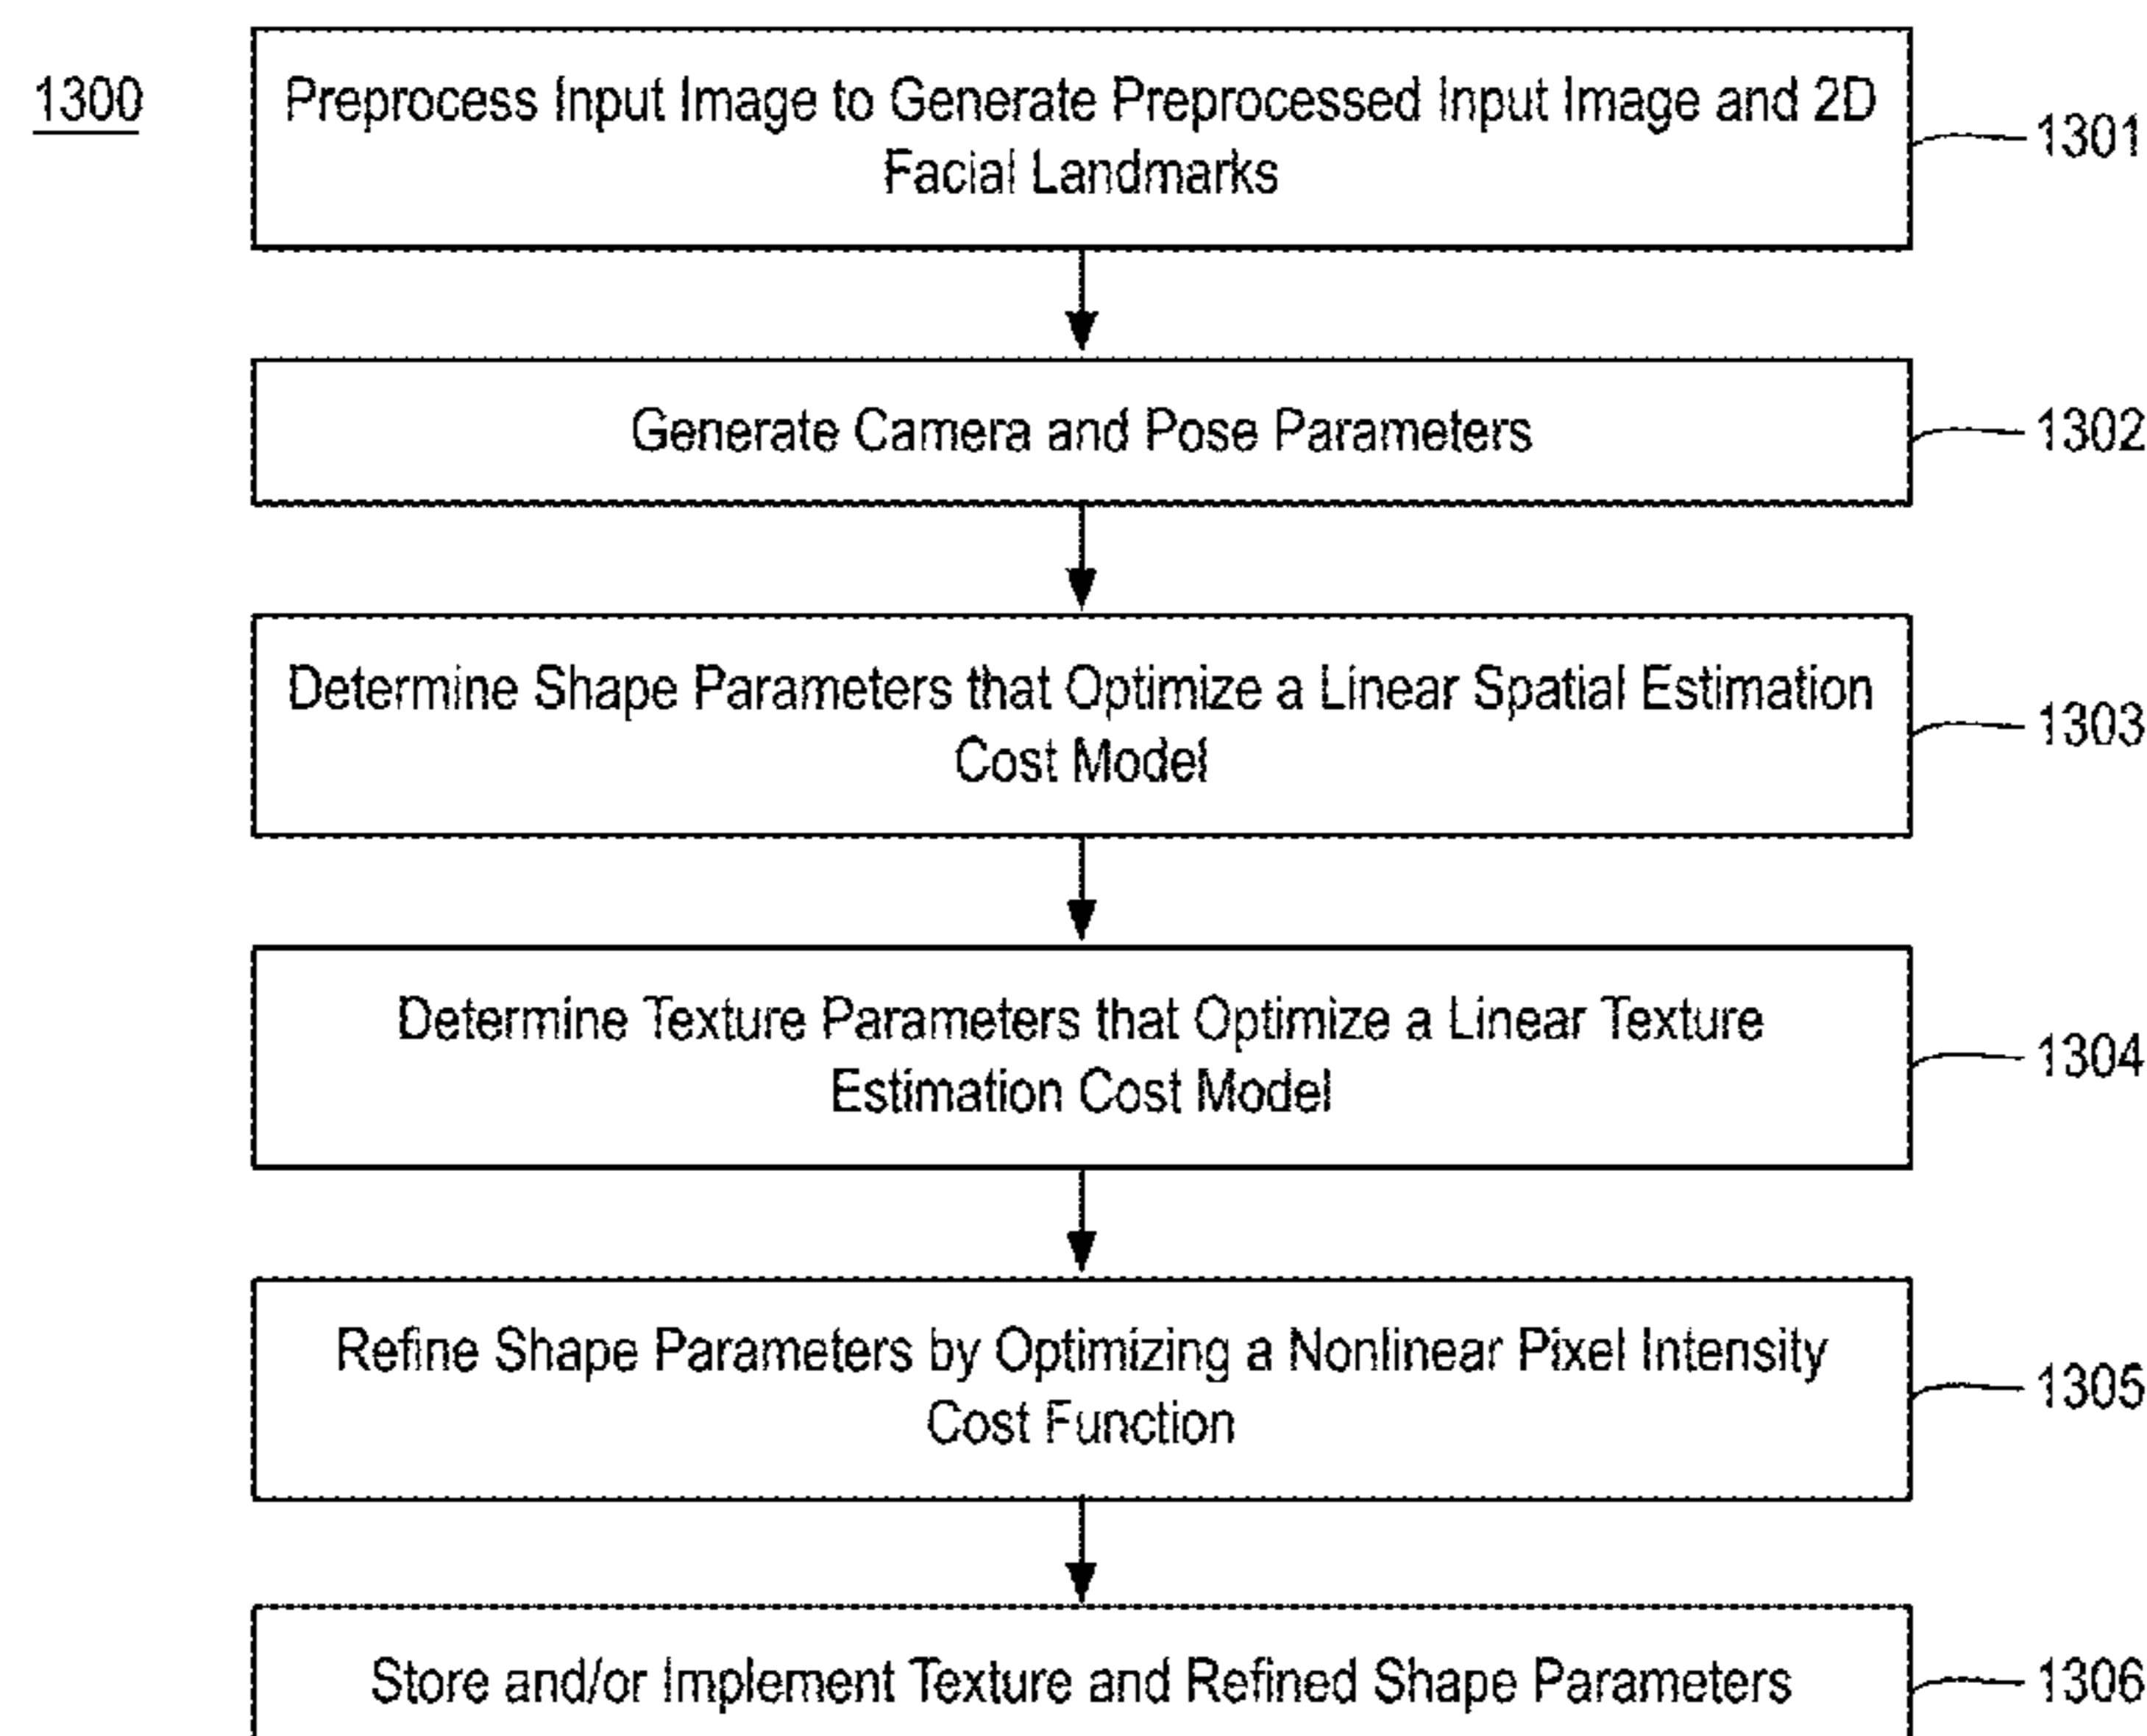 1300
Preprocess Input Image to Generate Preprocessed Input Image and 2D
Facial Landmarks
1301
Generate Camera and Pose Parameters
1302
Determine Shape Parameters that Optimize a Linear Spatial Estimation
Cost Model
1303
Determine Texture Parameters that Optimize a Linear Texture
Estimation Cost Model
1304
Refine Shape Parameters by Optimizing a Nonlinear Pixel Intensity
Cost Function
1305
Store and/or Implement Texture and Refined Shape Parameters
1306